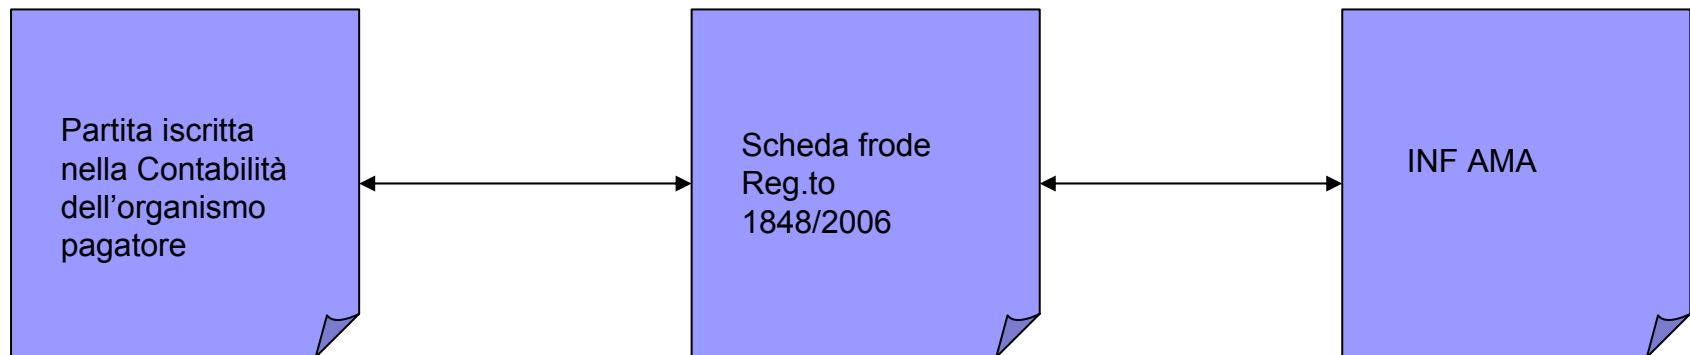 Partita iscritta
nella Contabilità
dell’organismo
pagatore
Scheda frode
Reg.to
1848/2006
INF AMA